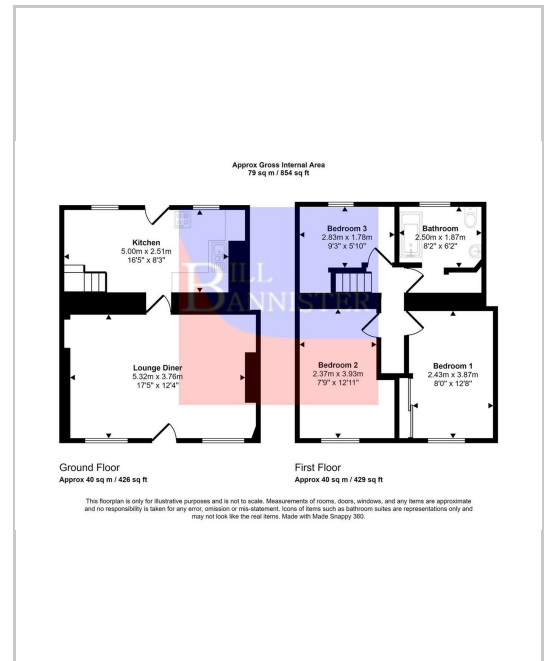 Approx Gross Internal Area
79 sq m / 854 sq ft
Kitchen
5.00m x 2.51m
16'5" x 8'3"
Bedroom 3
2.83m x 1.78m
9'3" x 5'10"
Bathroom
2.50m x 1.87m
8'2" x 6'2"
BILL
BANNISTER
Lounge Diner
5.32m x 3.76m
17'5" x 12'4"
Bedroom 2
2.37m x 3.93m
7'9" x 12'11"
Bedroom 1
2.43m x 3.87m
8'0" x 12'8"
Ground Floor
Approx 40 sq m / 426 sq ft
First Floor
Approx 40 sq m / 429 sq ft
This floorplan is only for illustrative purposes and is not to scale. Measurements of rooms, doors, windows, and any items are approximate
and no responsibility is taken for any error, omission or mis-statement. Icons of items such as bathroom suites are representations only and
may not look like the real items. Made with Made Snappy 360.